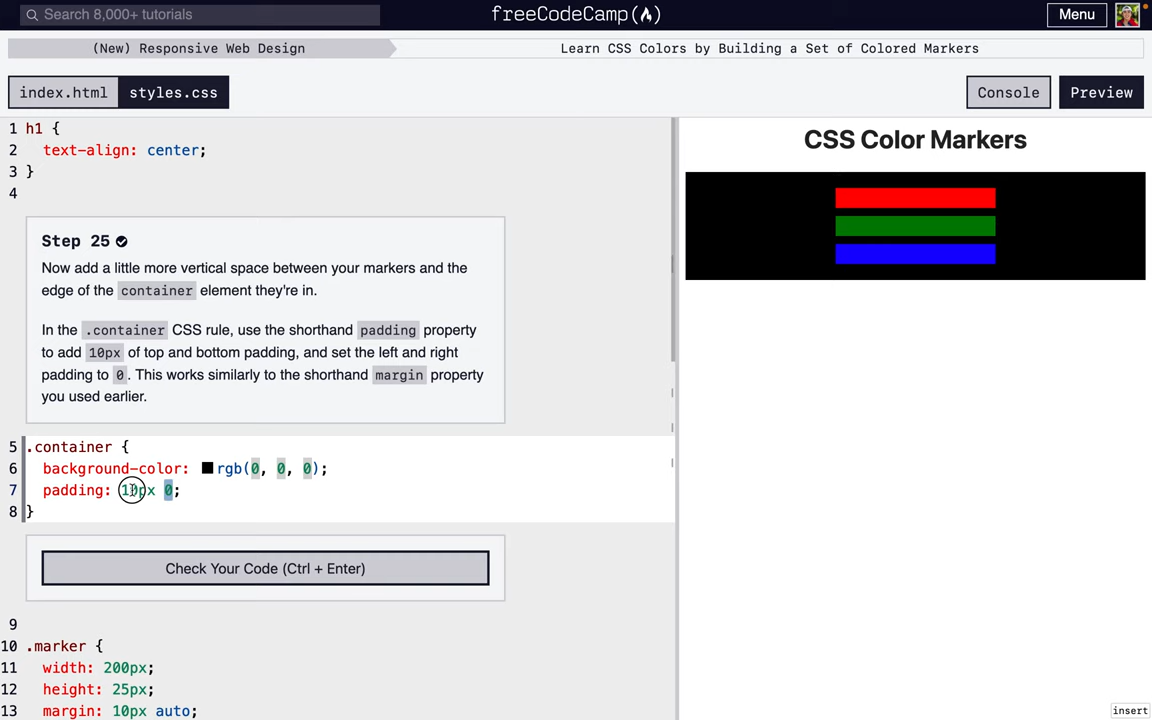 Search 8,000+ tutorials
freeCodeCamp
Menu
(New) Responsive Web Design
Learn CSS Colors by Building a Set of Colored Markers
index.html
styles.css
Console
Preview
1 h1 {
2 text-align: center;
3 }
4
Step 25
Now add a little more vertical space between your markers and the
edge of the container element they're in.
In the .container CSS rule, use the shorthand padding property
to add 10px of top and bottom padding, and set the left and right
padding to 0. This works similarly to the shorthand margin property
you used earlier.
5 .container {
6 background-color: rgb(0, 0, 0);
7 padding: 10px 0;
8 }
Check Your Code (Ctrl + Enter)
9
10 .marker {
11 width: 200px;
12 height: 25px;
13 margin: 10px auto;
CSS Color Markers
insert